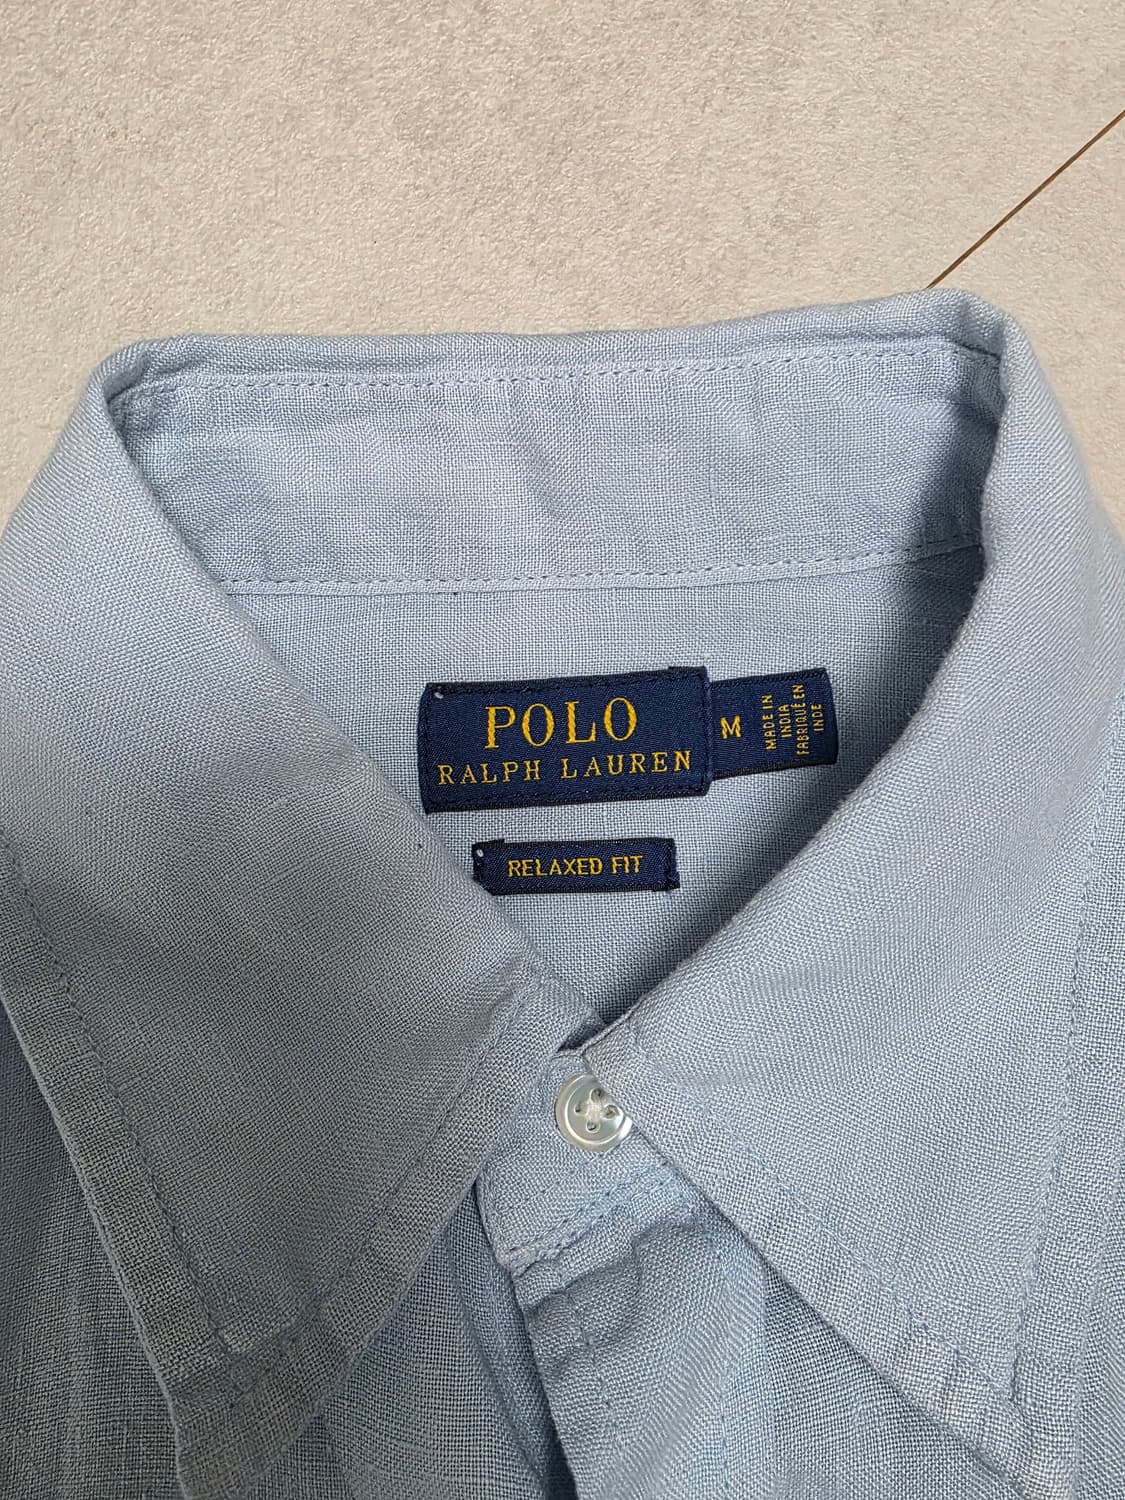 POLO
RALPH LAUREN
M
MADE IN
INDIA
FABRIQUÉ EN
INDE
RELAXED FIT